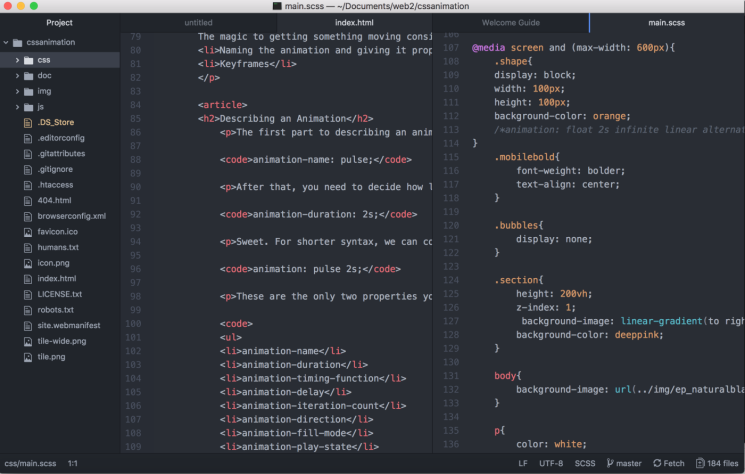 main.scss — ~/Documents/web2/cssanimation
Project
untitled
index.html
Welcome Guide
main.scss
cssanimation
css
doc
img
js
.DS_Store
.editorconfig
.gitattributes
.gitignore
.htaccess
404.html
browserconfig.xml
favicon.ico
humans.txt
icon.png
index.html
LICENSE.txt
robots.txt
site.webmanifest
tile-wide.png
tile.png
79 The magic to getting something moving consi
80 <li>Naming the animation and giving it prop
81 <li>Keyframes</li>
82 </p>
83
84 <article>
85 <h2>Describing an Animation</h2>
86 <p>The first part to describing an anim
87
88 <code>animation-name: pulse;</code>
89
90 <p>After that, you need to decide how l
91
92 <code>animation-duration: 2s;</code>
93
94 <p>Sweet. For shorter syntax, we can co
95
96 <code>animation: pulse 2s;</code>
97
98 <p>These are the only two properties yo
99
100 <code>
101 <ul>
102 <li>animation-name</li>
103 <li>animation-duration</li>
104 <li>animation-timing-function</li>
105 <li>animation-delay</li>
106 <li>animation-iteration-count</li>
107 <li>animation-direction</li>
108 <li>animation-fill-mode</li>
109 <li>animation-play-state</li>
106
107 @media screen and (max-width: 600px){
108 .shape{
109 display: block;
110 width: 100px;
111 height: 100px;
112 background-color: orange;
113 /*animation: float 2s infinite linear alternat
114 }
115 .mobilebold{
116 font-weight: bolder;
117 text-align: center;
118 }
119
120 .bubbles{
121 display: none;
122 }
123
124 .section{
125 height: 200vh;
126 z-index: 1;
127 background-image: linear-gradient(to righ
128 background-color: deeppink;
129 }
130
131 body{
132 background-image: url(../img/ep_naturalbla
133 }
134
135 p{
136 color: white;
css/main.scss 1:1
LF UTF-8 SCSS master Fetch 184 files